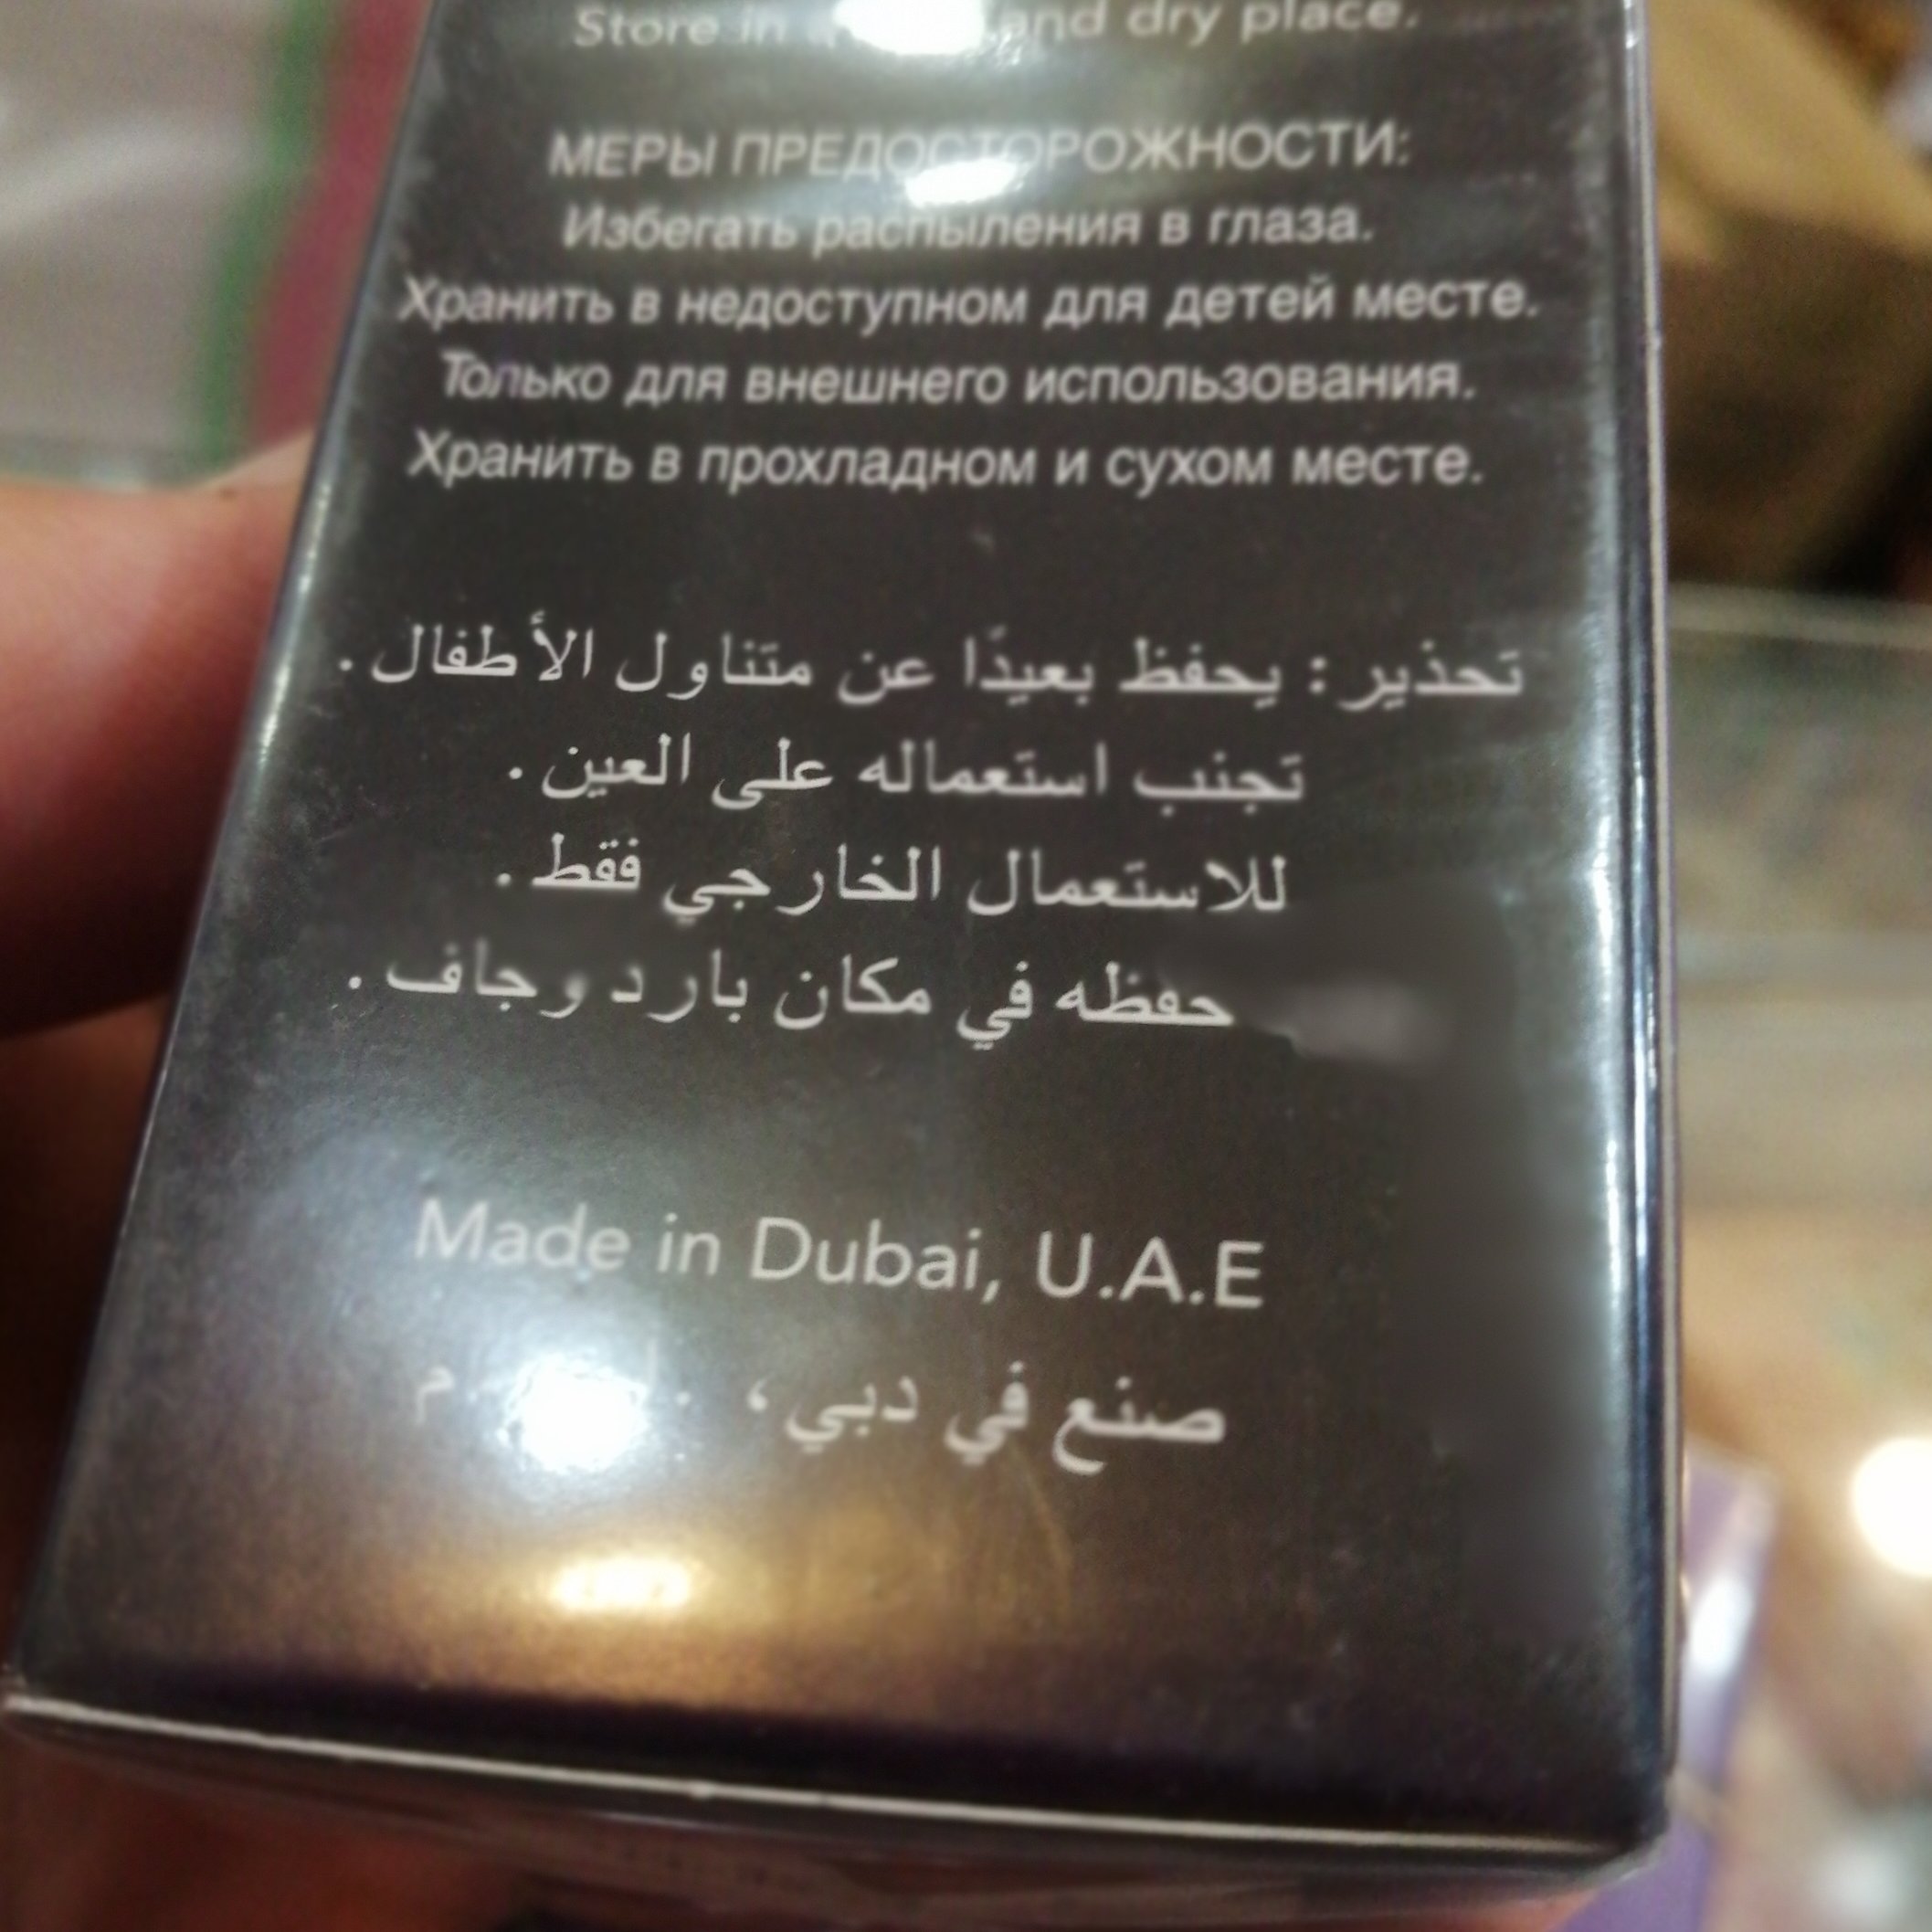 Store in and dry place.
МЕРЫ ПРЕДОСТОРОЖНОСТИ:
Избегать распыления в глаза.
Хранить в недоступном для детей месте.
Только для внешнего использования.
Хранить в прохладном и сухом месте.
تحذير: يحفظ بعيدًا عن متناول الأطفال.
تجنب استعماله على العين.
للاستعمال الخارجي فقط.
حفظه في مكان بارد وجاف.
Made in Dubai, U.A.E
صنع في دبي،